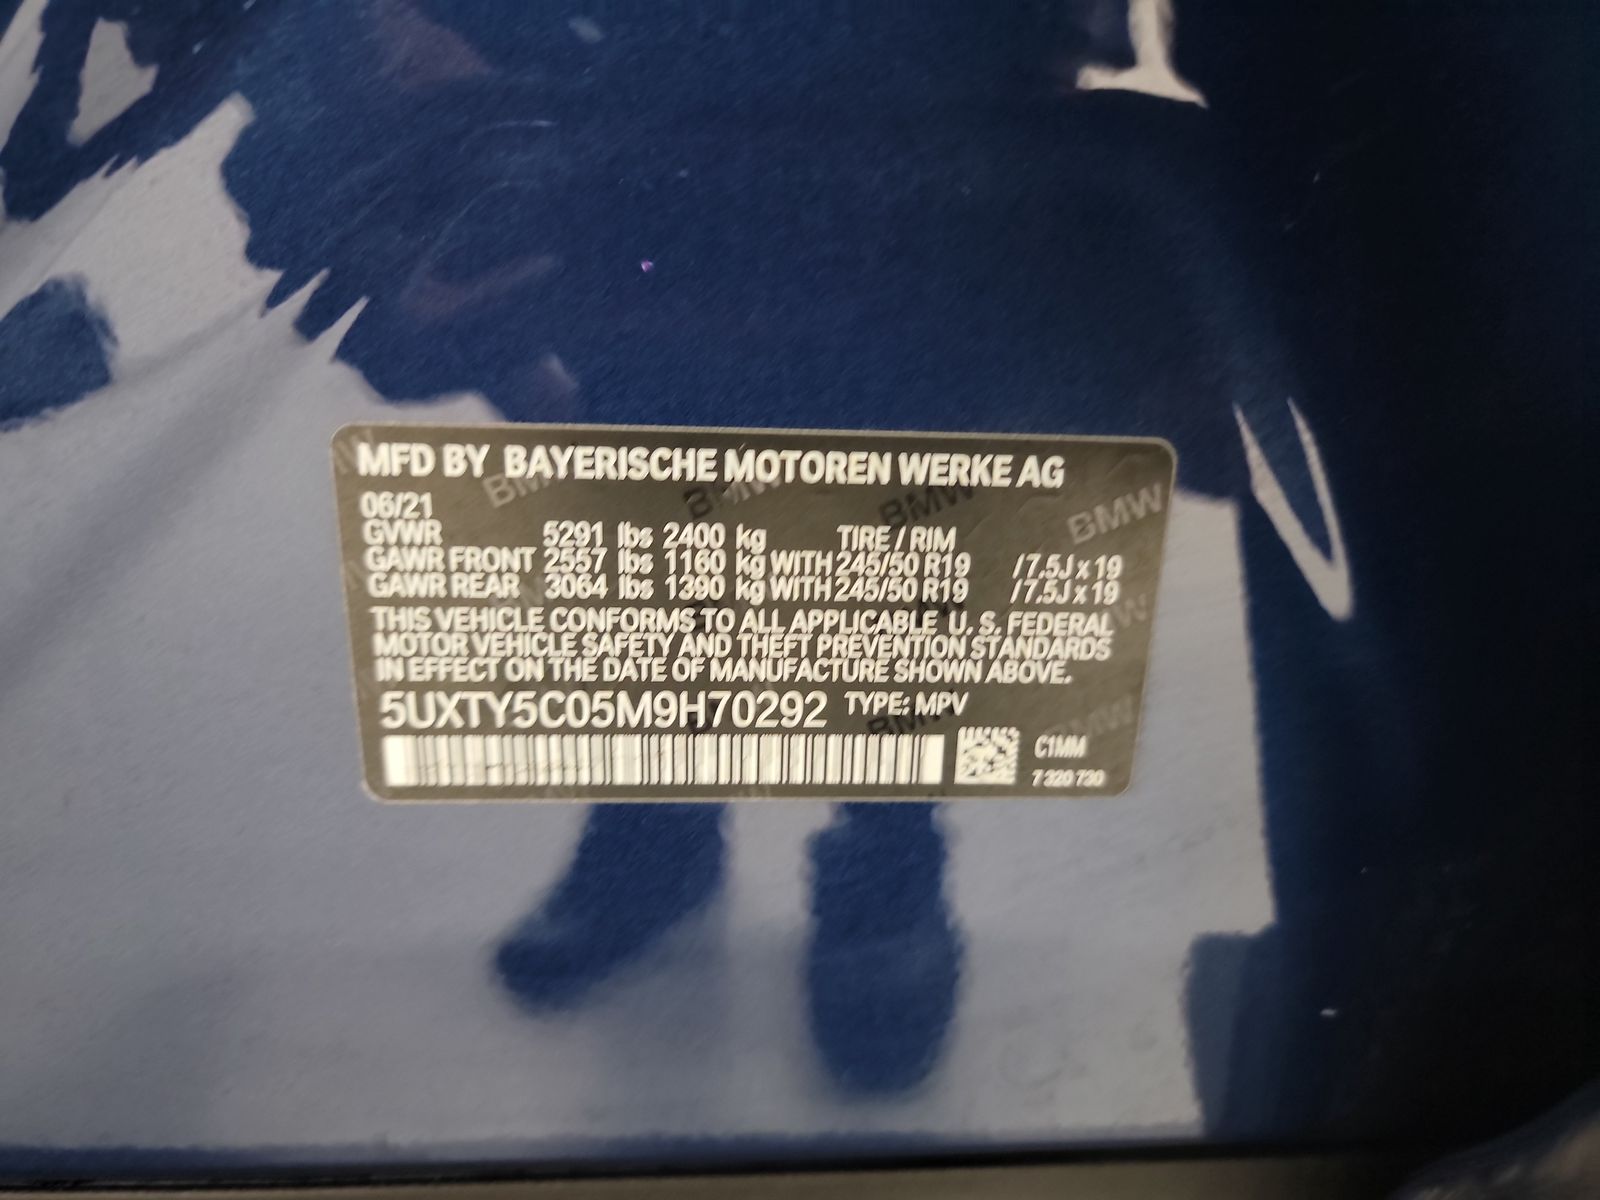 MFD BY BAYERISCHE MOTOREN WERKE AG
06/21
GVWR 5291 lbs 2400 kg TIRE / RIM
GAWR FRONT 2557 lbs 1160 kg WITH 245/50 R19 / 7.5J x 19
GAWR REAR 3064 lbs 1390 kg WITH 245/50 R19 / 7.5J x 19
THIS VEHICLE CONFORMS TO ALL APPLICABLE U. S. FEDERAL
MOTOR VEHICLE SAFETY AND THEFT PREVENTION STANDARDS
IN EFFECT ON THE DATE OF MANUFACTURE SHOWN ABOVE.
5UXTY5C05M9H70292 TYPE: MPV
C1MM
7 320 730